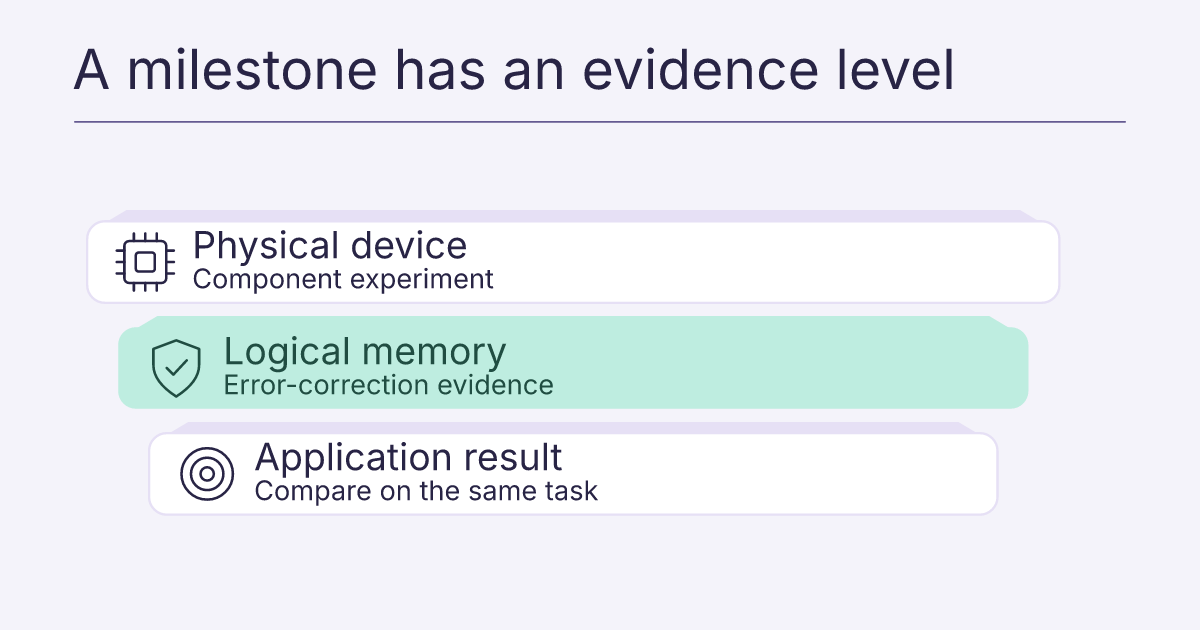 A milestone has an evidence level
Physical device
Component experiment
Logical memory
Error-correction evidence
Application result
Compare on the same task